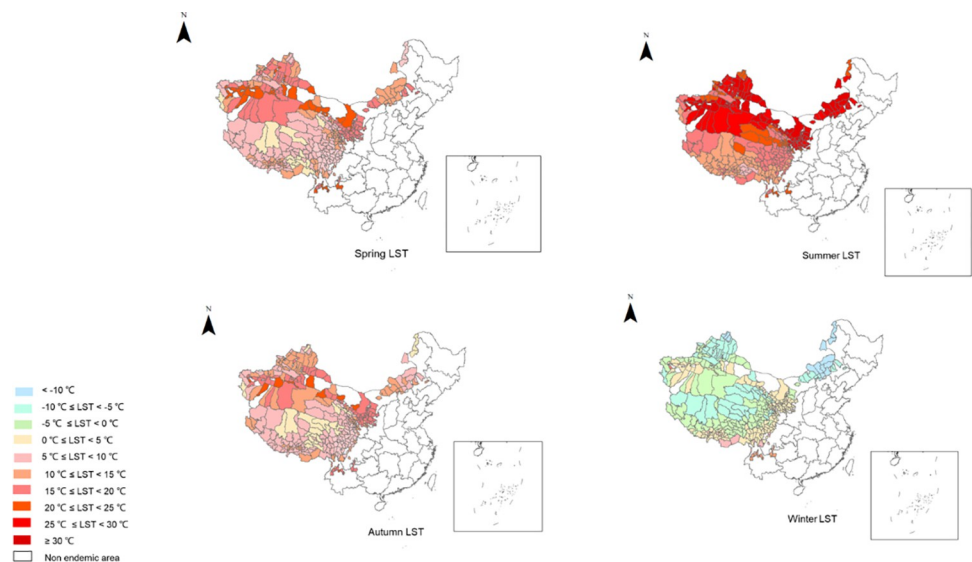 N
N
Spring LST
Summer LST
N
N
< -10 ℃
-10 ℃ ≤ LST < -5 ℃
-5 ℃ ≤ LST < 0 ℃
0 ℃ ≤ LST < 5 ℃
5 ℃ ≤ LST < 10 ℃
10 ℃ ≤ LST < 15 ℃
15 ℃ ≤ LST < 20 ℃
20 ℃ ≤ LST < 25 ℃
25 ℃ ≤ LST < 30 ℃
≥ 30 ℃
Non endemic area
Autumn LST
Winter LST